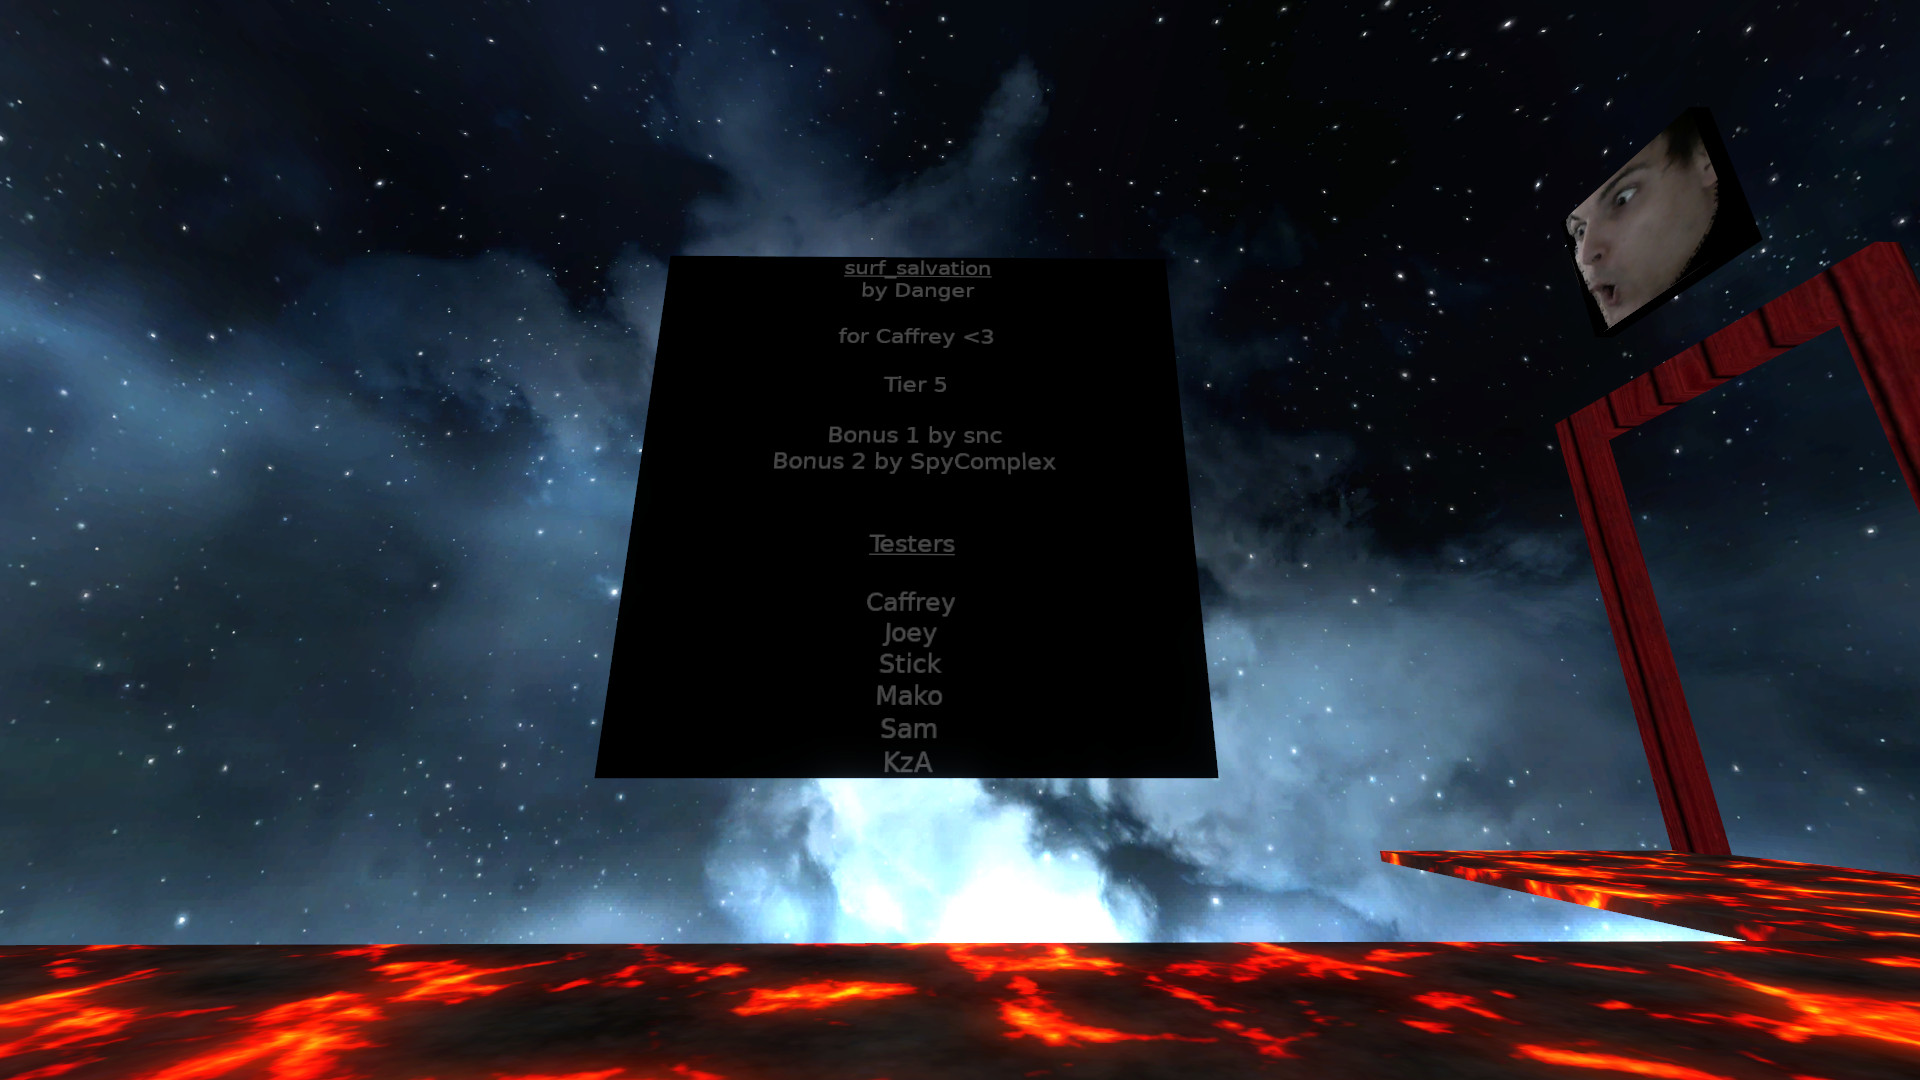 surf_salvation
by Danger
for Caffrey <3
Tier 5
Bonus 1 by snc
Bonus 2 by SpyComplex
Testers
Caffrey
Joey
Stick
Mako
Sam
KzA